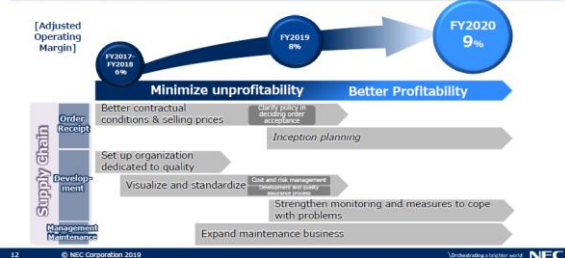 [Adjusted
Operating
Margin]
FY2017-
FY2018
6%
FY2019
8%
FY2020
9%
Minimize unprofitability
Better Profitability
Supply Chain
Order
Receipt
Better contractual
conditions & selling prices
Clarify policy in
deciding order
acceptance
Inception planning
Develop-
ment
Set up organization
dedicated to quality
Visualize and standardize
Cost and risk management
Development and quality
assurance process
Strengthen monitoring and measures to cope
with problems
Management
Maintenance
Expand maintenance business
12
© NEC Corporation 2019
\Orchestrating a brighter world
NEC